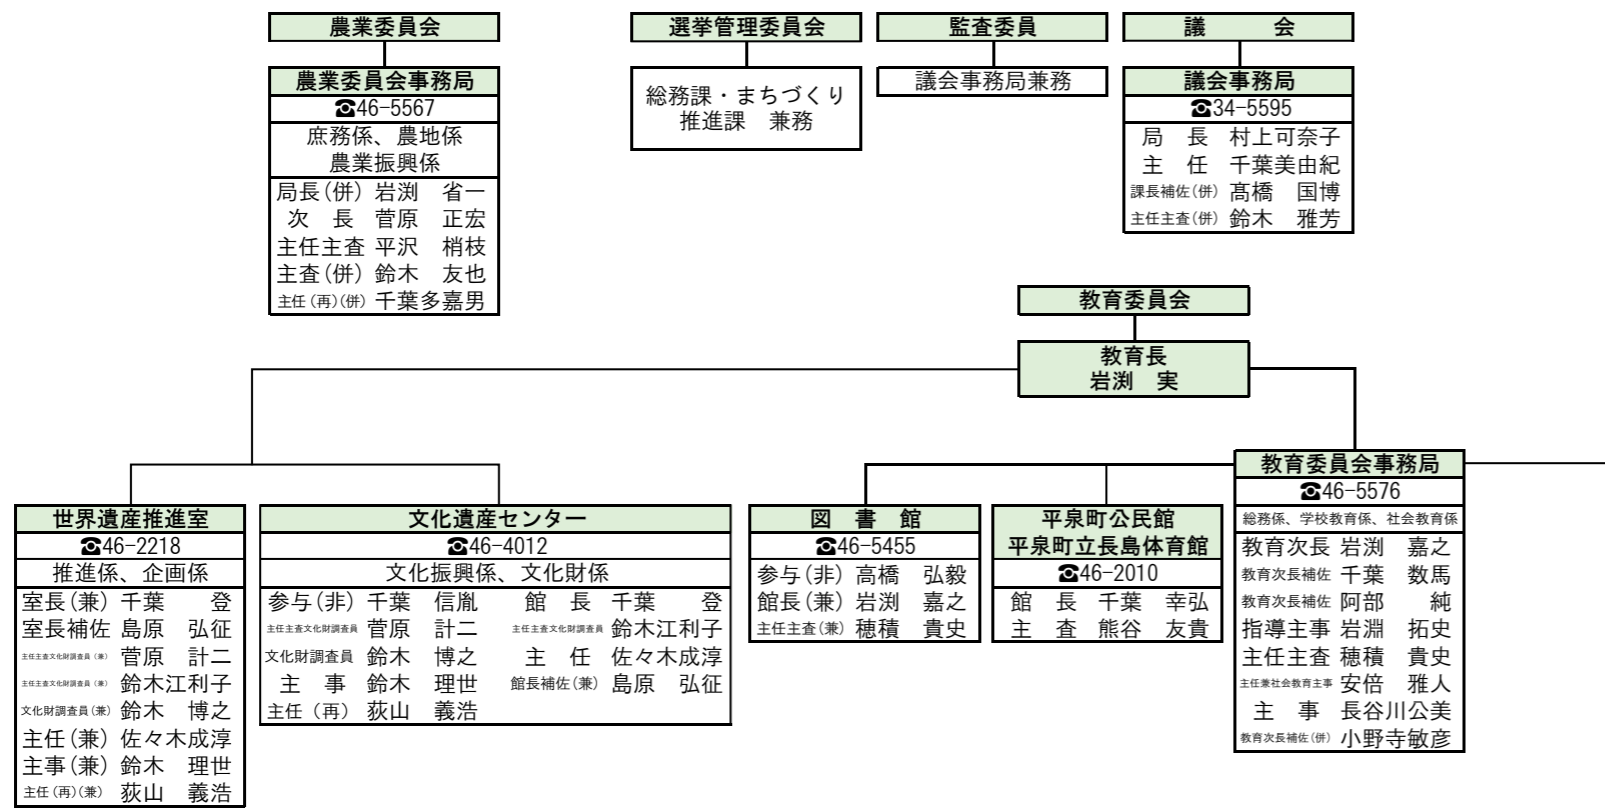 農業委員会
農業委員会事務局
☎46-5567
庶務係、農地係
農業振興係
局長(併) 岩渕　省一
次　長 菅原　正宏
主任主査 平沢　梢枝
主査(併) 鈴木　友也
主任(再)(併) 千葉多嘉男
選挙管理委員会
総務課・まちづくり
推進課　兼務
監査委員
議会事務局兼務
議　　会
議会事務局
☎34-5595
局　長 村上可奈子
主　任 千葉美由紀
課長補佐(併) 髙橋　国博
主任主査(併) 鈴木　雅芳
教育委員会
教育長
岩渕　実
世界遺産推進室
☎46-2218
推進係、企画係
室長(兼) 千葉　　登
室長補佐 島原　弘征
主任主査文化財調査員(兼) 菅原　計二
主任主査文化財調査員(兼) 鈴木江利子
文化財調査員(兼) 鈴木　博之
主任(兼) 佐々木成淳
主事(兼) 鈴木　理世
主任(再)(兼) 荻山　義浩
文化遺産センター
☎46-4012
文化振興係、文化財係
参与(非) 千葉　信胤　館　長 千葉　　登
主任主査文化財調査員 菅原　計二　主任主査文化財調査員 鈴木江利子
文化財調査員 鈴木　博之　主　任 佐々木成淳
主　事 鈴木　理世　館長補佐(兼) 島原　弘征
主任（再） 荻山　義浩
図　書　館
☎46-5455
参与(非) 高橋　弘毅
館長(兼) 岩渕　嘉之
主任主査(兼) 穂積　貴史
平泉町公民館
平泉町立長島体育館
☎46-2010
館　長 千葉　幸弘
主　査 熊谷　友貴
教育委員会事務局
☎46-5576
総務係、学校教育係、社会教育係
教育次長 岩渕　嘉之
教育次長補佐 千葉　数馬
教育次長補佐 阿部　　純
指導主事 岩淵　拓史
主任主査 穂積　貴史
主任兼社会教育主事 安倍　雅人
主　事 長谷川公美
教育次長補佐(併) 小野寺敏彦